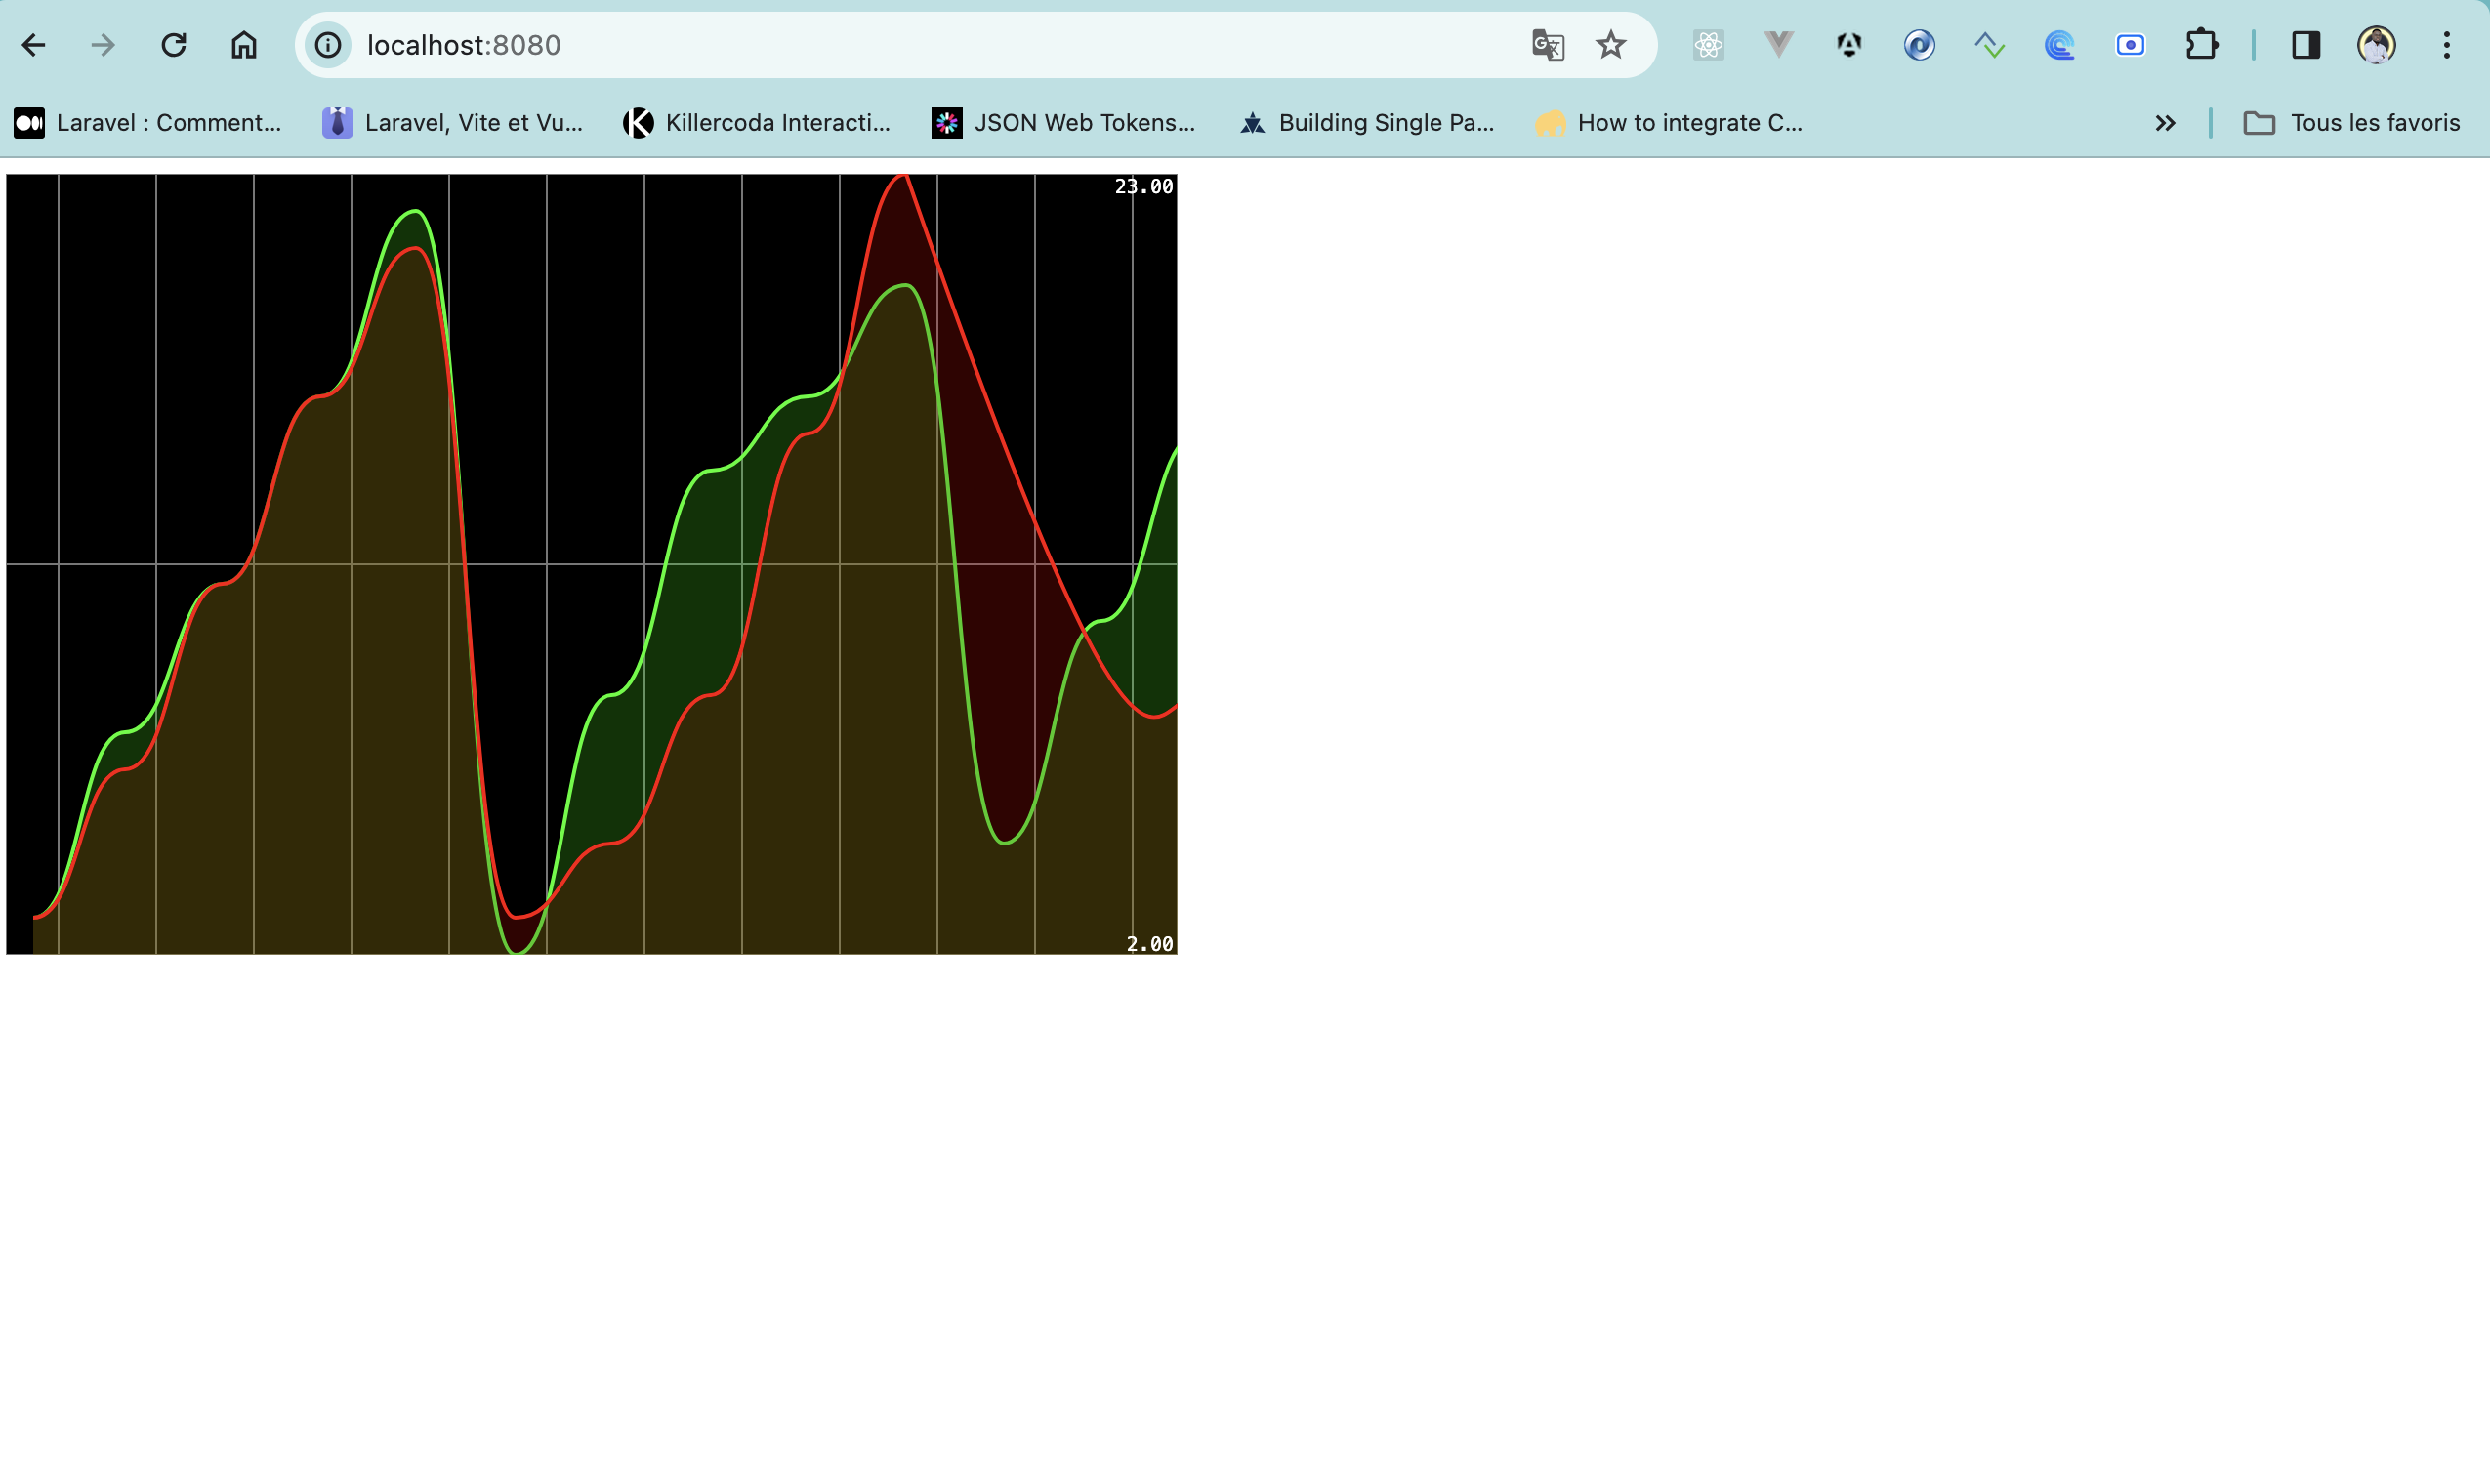 localhost:8080
Laravel : Comment... Laravel, Vite et Vu... Killercoda Interacti... JSON Web Tokens... Building Single Pa... How to integrate C... Tous les favoris
23.00
2.00